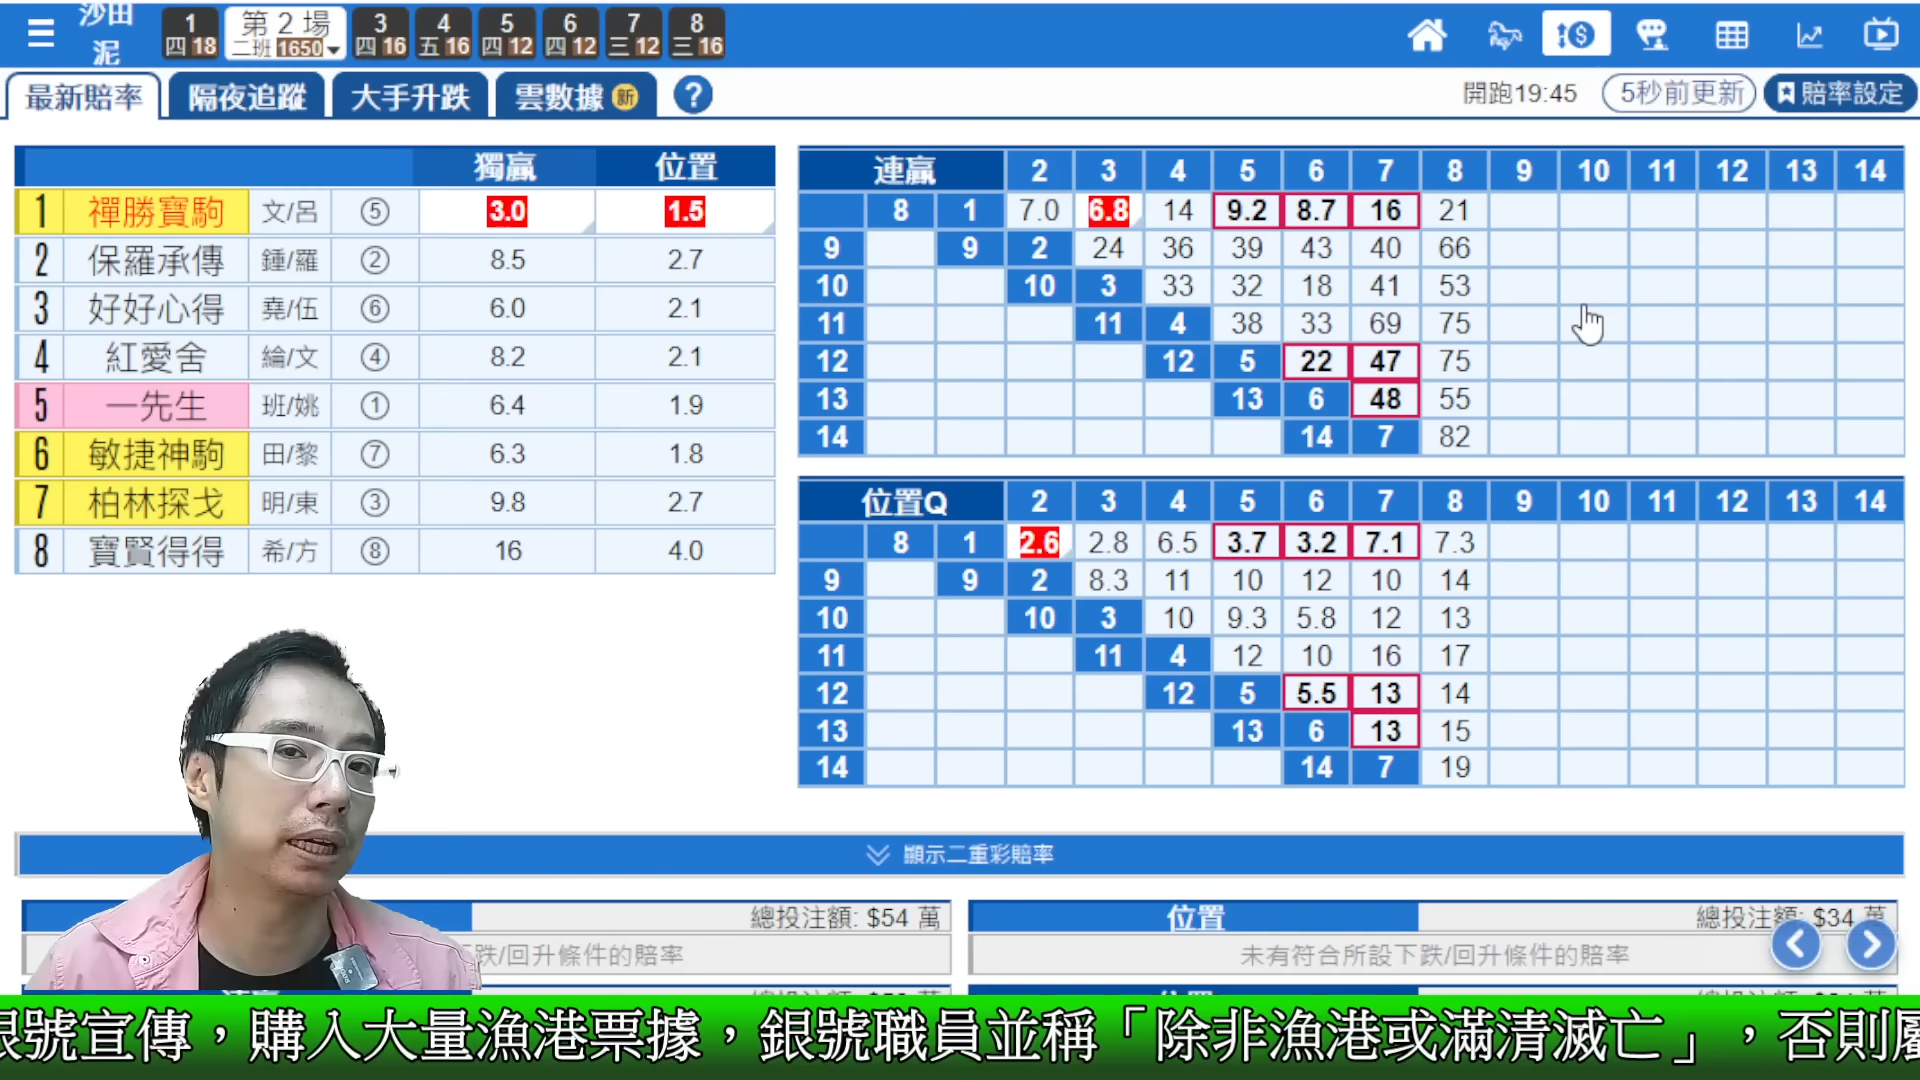 沙田
泥
1
四 18
第 2 場
二班 1650
3
四 16
4
五 16
5
四 12
6
四 12
7
三 12
8
三 16
最新賠率
隔夜追蹤
大手升跌
雲數據 新
?
開跑19:45
5秒前更新
賠率設定
獨贏 位置
1 禪勝寶駒 文/呂 ⑤ 3.0 1.5
2 保羅承傳 鍾/羅 ② 8.5 2.7
3 好好心得 堯/伍 ⑥ 6.0 2.1
4 紅愛舍 綸/文 ④ 8.2 2.1
5 一先生 班/姚 ① 6.4 1.9
6 敏捷神駒 田/黎 ⑦ 6.3 1.8
7 柏林探戈 明/東 ③ 9.8 2.7
8 寶賢得得 希/方 ⑧ 16 4.0
連贏 2 3 4 5 6 7 8 9 10 11 12 13 14
8 1 7.0 6.8 14 9.2 8.7 16 21
9 9 2 24 36 39 43 40 66
10 10 3 33 32 18 41 53
11 11 4 38 33 69 75
12 12 5 22 47 75
13 13 6 48 55
14 14 7 82
位置Q 2 3 4 5 6 7 8 9 10 11 12 13 14
8 1 2.6 2.8 6.5 3.7 3.2 7.1 7.3
9 9 2 8.3 11 10 12 10 14
10 10 3 10 9.3 5.8 12 13
11 11 4 12 10 16 17
12 12 5 5.5 13 14
13 13 6 13 15
14 14 7 19
顯示二重彩賠率
總投注額: $54 萬
跌/回升條件的賠率
位置 總投注額: $34 萬
未有符合所設下跌/回升條件的賠率
銀號宣傳，購入大量漁港票據，銀號職員並稱「除非漁港或滿清滅亡」，否則屬